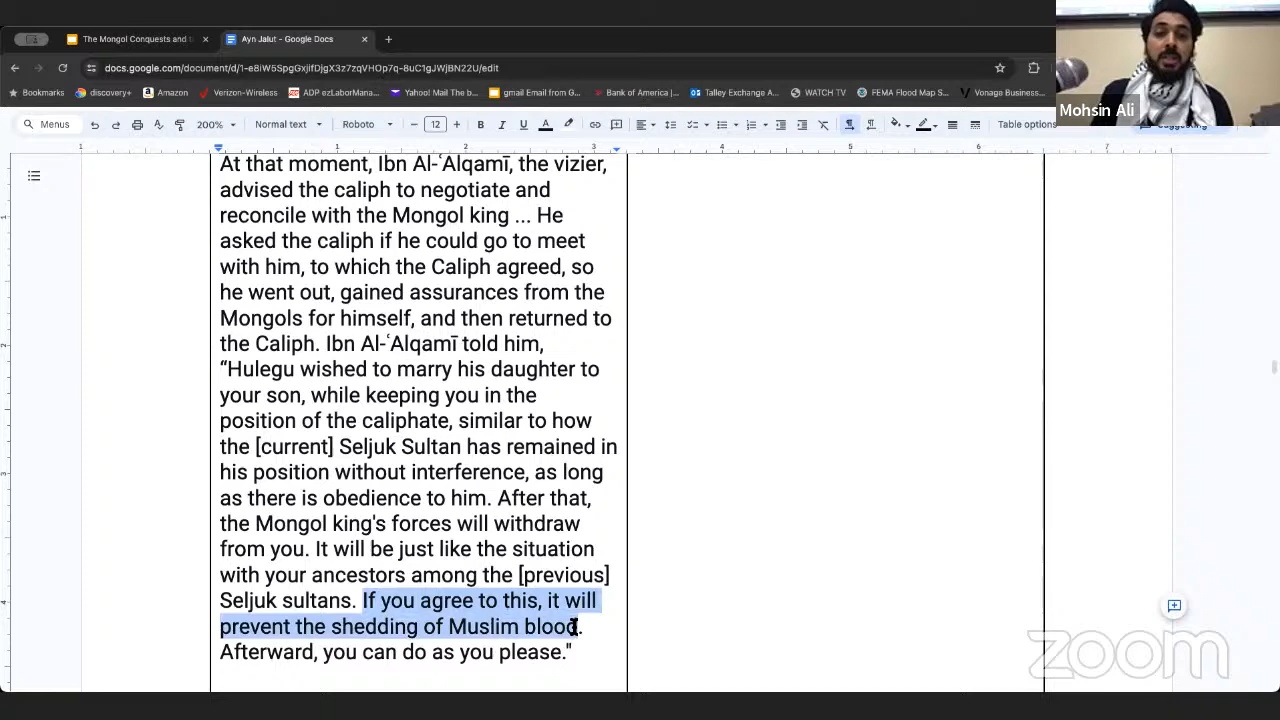 The Mongol Conquests and t
Ayn Jalut - Google Docs
docs.google.com/document/d/1-e8iW5SpgGxjifDjgX3z7zqVHOp7q-8uC1gJWjBN22U/edit
Bookmarks discovery+ Amazon Verizon-Wireless ADP ezLaborMana... Yahoo! Mail The b... gmail Email from G... Bank of America... Talley Exchange A... WATCH TV FEMA Flood Map S... Vonage Business...
Mohsin Ali
Menus 200% Normal text Roboto 12 B I U A Table options
1 1 2 3 4 5 6 7
At that moment, Ibn Al-ʿAlqamī, the vizier,
advised the caliph to negotiate and
reconcile with the Mongol king ... He
asked the caliph if he could go to meet
with him, to which the Caliph agreed, so
he went out, gained assurances from the
Mongols for himself, and then returned to
the Caliph. Ibn Al-ʿAlqamī told him,
“Hulegu wished to marry his daughter to
your son, while keeping you in the
position of the caliphate, similar to how
the [current] Seljuk Sultan has remained in
his position without interference, as long
as there is obedience to him. After that,
the Mongol king's forces will withdraw
from you. It will be just like the situation
with your ancestors among the [previous]
Seljuk sultans. If you agree to this, it will
prevent the shedding of Muslim blood.
Afterward, you can do as you please."
zoom